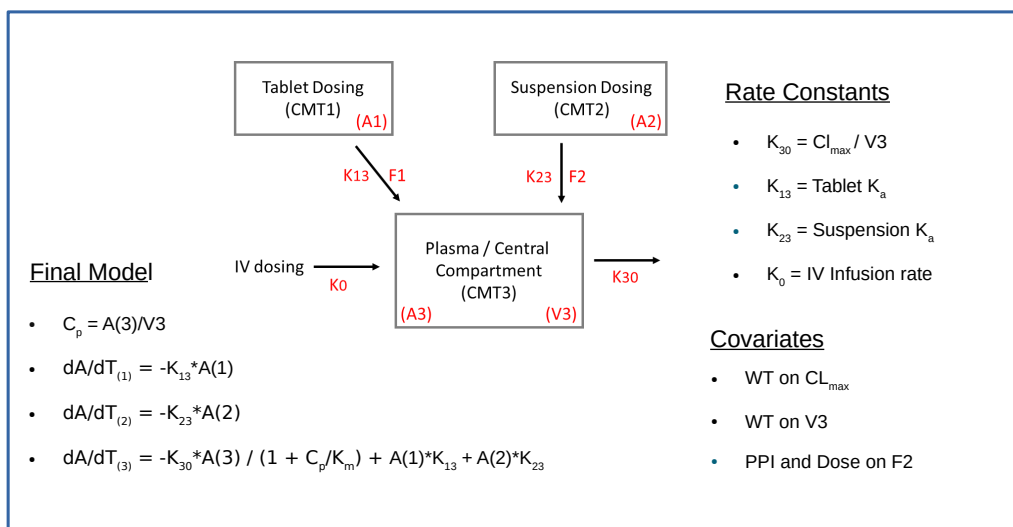 Tablet Dosing
(CMT1)
(A1)
Suspension Dosing
(CMT2)
(A2)
K13 F1
K23 F2
IV dosing
K0
Plasma / Central
Compartment
(CMT3)
(A3) (V3)
K30
Final Model
• Cp = A(3)/V3
• dA/dT(1) = -K13*A(1)
• dA/dT(2) = -K23*A(2)
• dA/dT(3) = -K30*A(3) / (1 + Cp/Km) + A(1)*K13 + A(2)*K23
Rate Constants
• K30 = Clmax / V3
• K13 = Tablet Ka
• K23 = Suspension Ka
• K0 = IV Infusion rate
Covariates
• WT on CLmax
• WT on V3
• PPI and Dose on F2